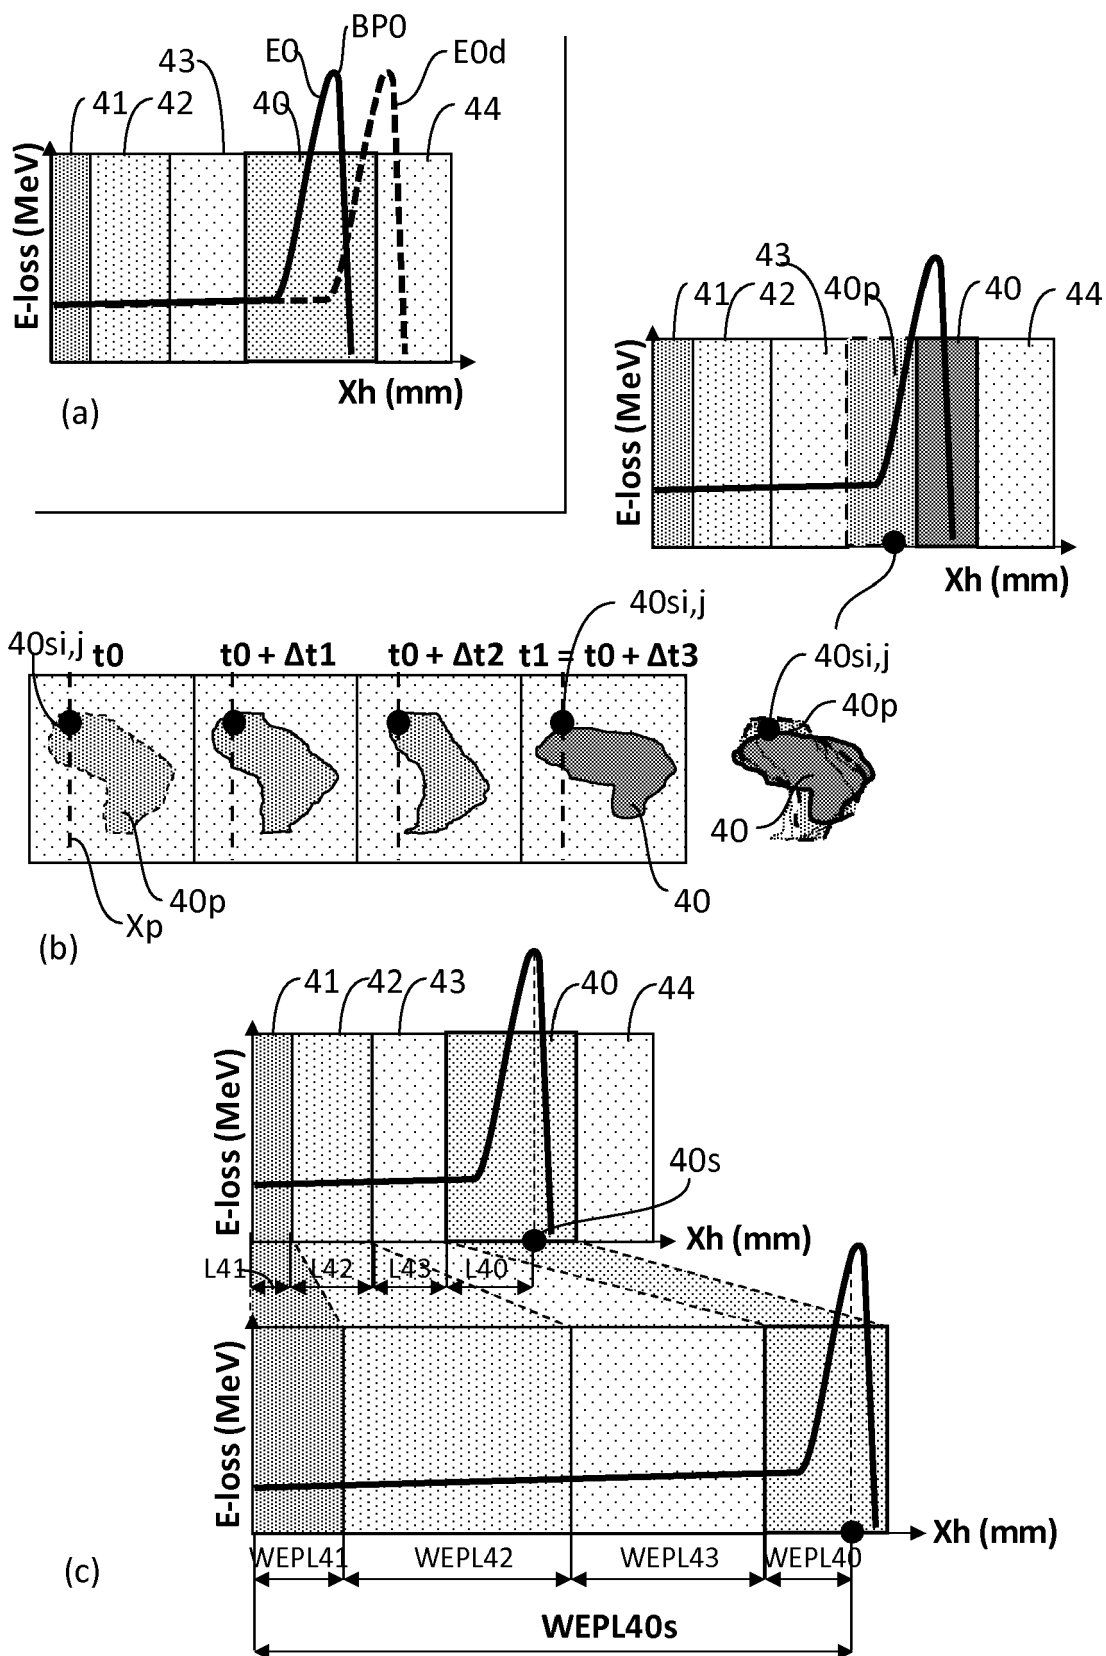 BP0
E0
E0d
43
41
42
40
44
E-loss (MeV)
Xh (mm)
(a)
43
41
42
40p
40
44
E-loss (MeV)
Xh (mm)
40si,j
40si,j
t0
t0 + Δt1
t0 + Δt2
t1 = t0 + Δt3
40si,j
40p
40
40p
40
Xp
(b)
41
42
43
40
44
E-loss (MeV)
40s
Xh (mm)
L41
L42
L43
L40
E-loss (MeV)
Xh (mm)
WEPL41
WEPL42
WEPL43
WEPL40
(c)
WEPL40s